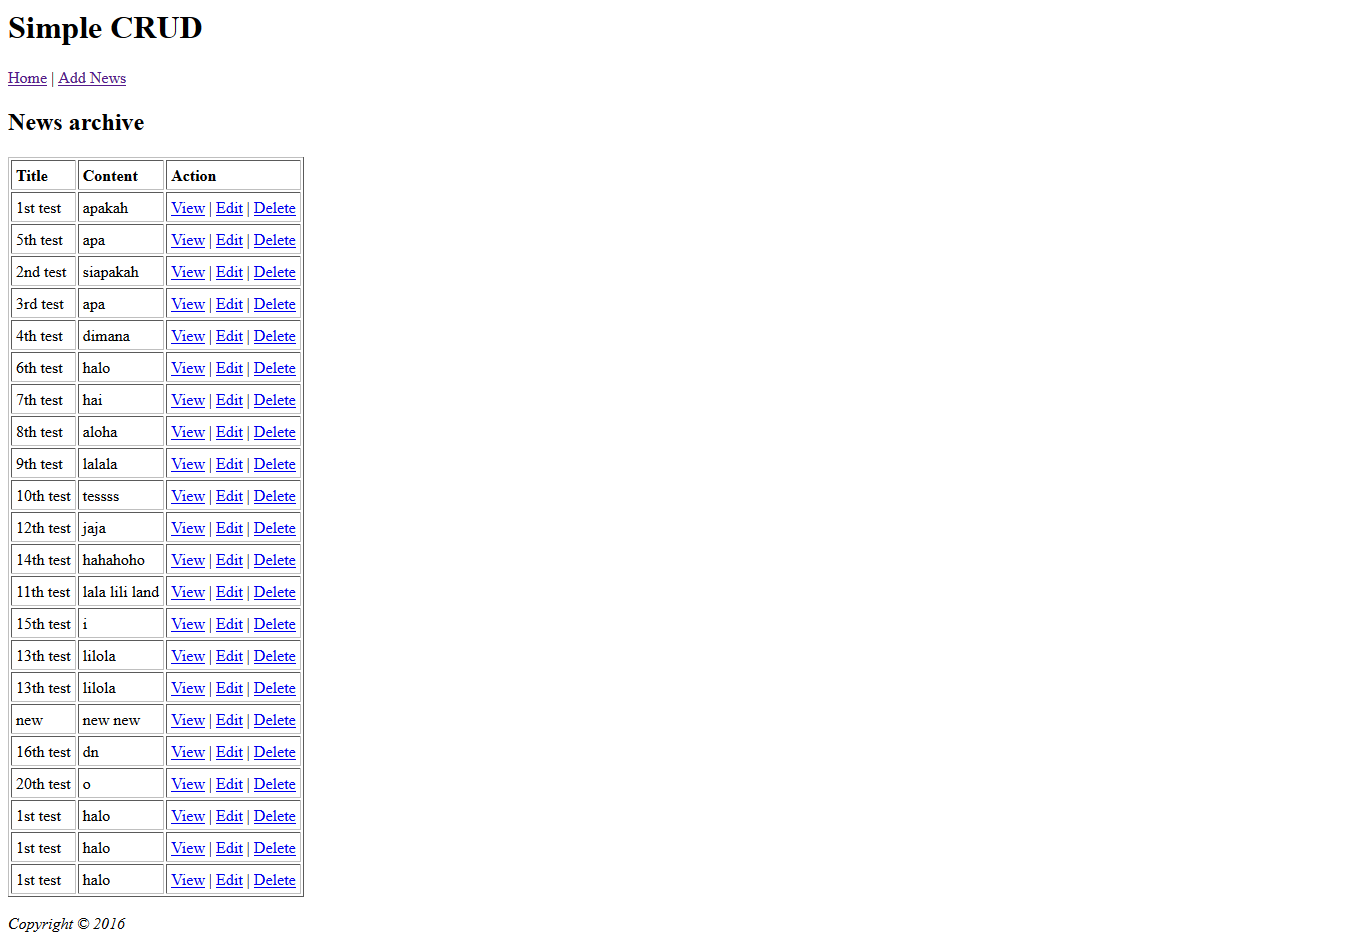 Simple CRUD
Home | Add News
News archive
Title Content Action
1st test apakah View | Edit | Delete
5th test apa View | Edit | Delete
2nd test siapakah View | Edit | Delete
3rd test apa View | Edit | Delete
4th test dimana View | Edit | Delete
6th test halo View | Edit | Delete
7th test hai View | Edit | Delete
8th test aloha View | Edit | Delete
9th test lalala View | Edit | Delete
10th test tessss View | Edit | Delete
12th test jaja View | Edit | Delete
14th test hahahoho View | Edit | Delete
11th test lala lili land View | Edit | Delete
15th test i View | Edit | Delete
13th test lilola View | Edit | Delete
13th test lilola View | Edit | Delete
new new new View | Edit | Delete
16th test dn View | Edit | Delete
20th test o View | Edit | Delete
1st test halo View | Edit | Delete
1st test halo View | Edit | Delete
1st test halo View | Edit | Delete
Copyright © 2016